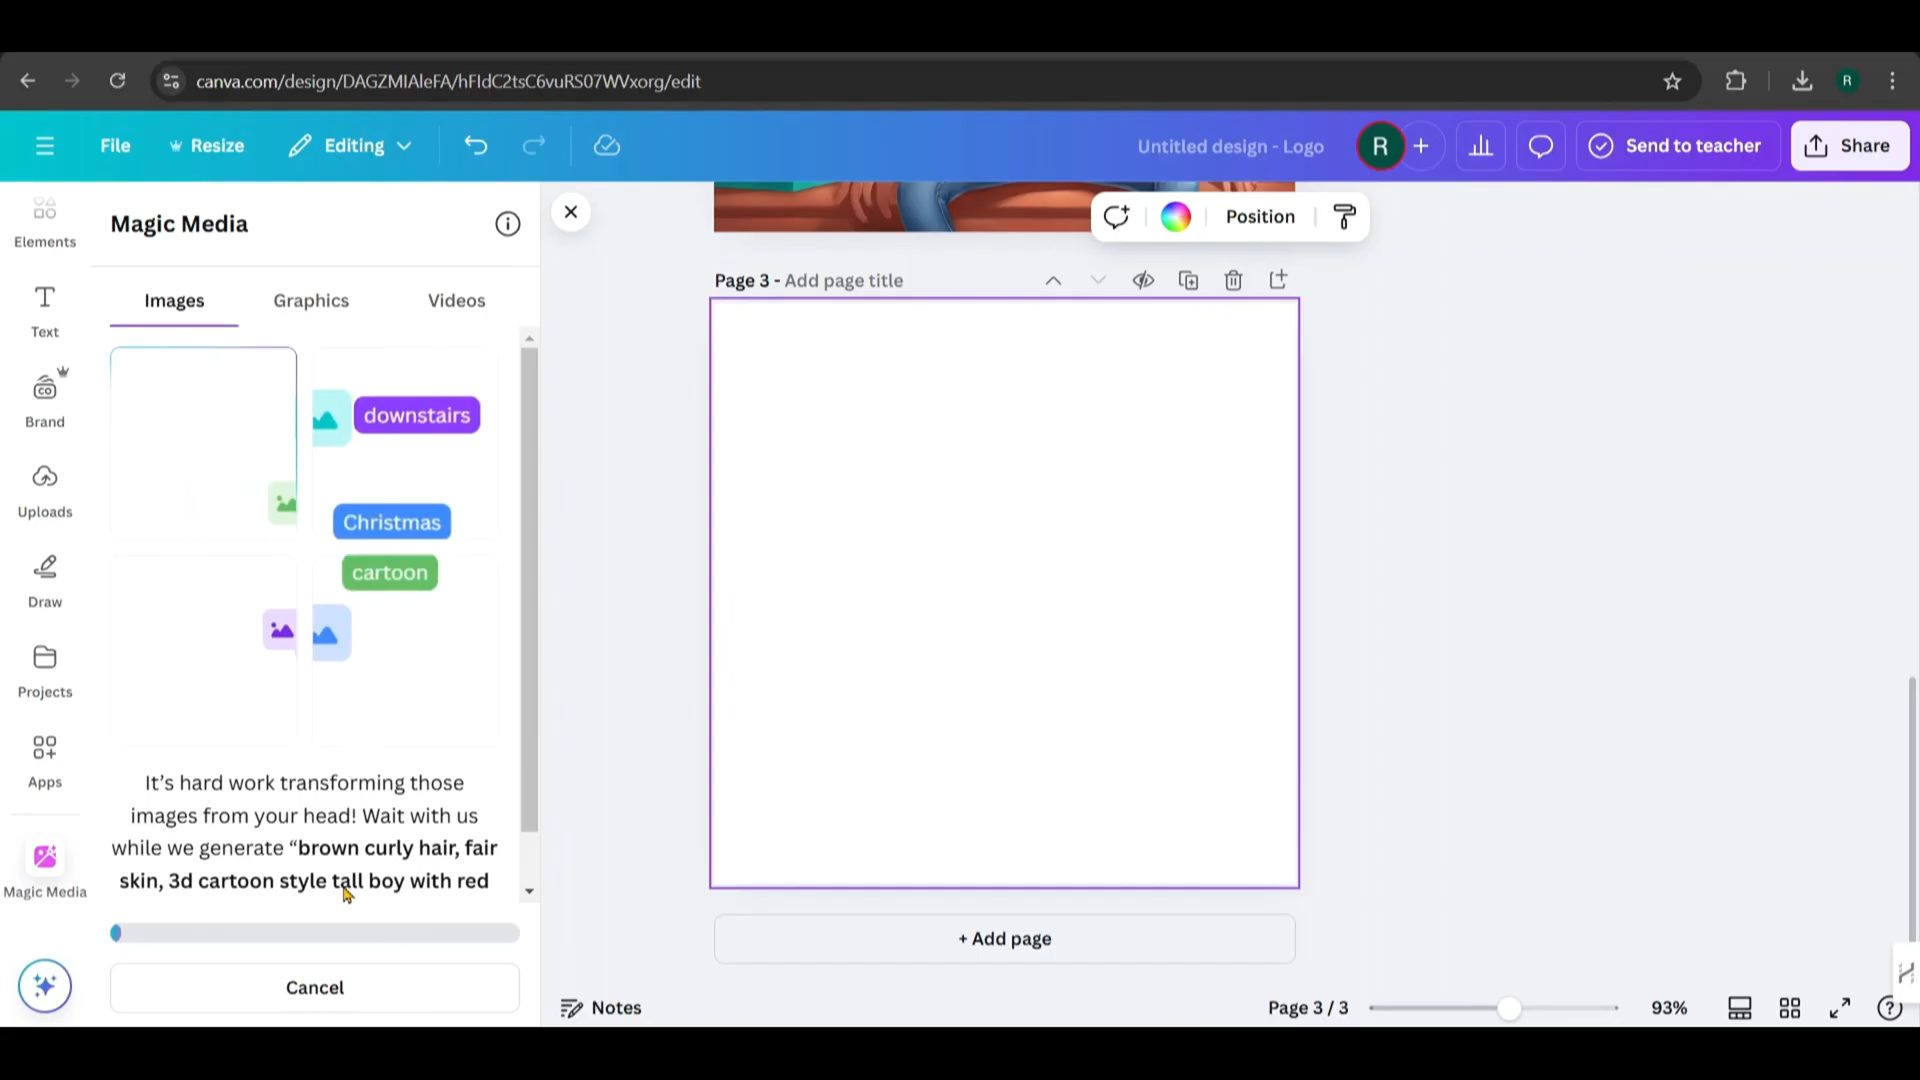 canva.com/design/DAGZMIAleFA/hFIdC2tsC6vuRS07WVxorg/edit
R
File
Resize
Editing
Untitled design - Logo
R
+
Send to teacher
Share
Elements
Text
Brand
Uploads
Draw
Projects
Apps
Magic Media
Magic Media
Images
Graphics
Videos
downstairs
Christmas
cartoon
It’s hard work transforming those
images from your head! Wait with us
while we generate “brown curly hair, fair
skin, 3d cartoon style tall boy with red
Cancel
Position
Page 3 - Add page title
+ Add page
Notes
Page 3 / 3
93%